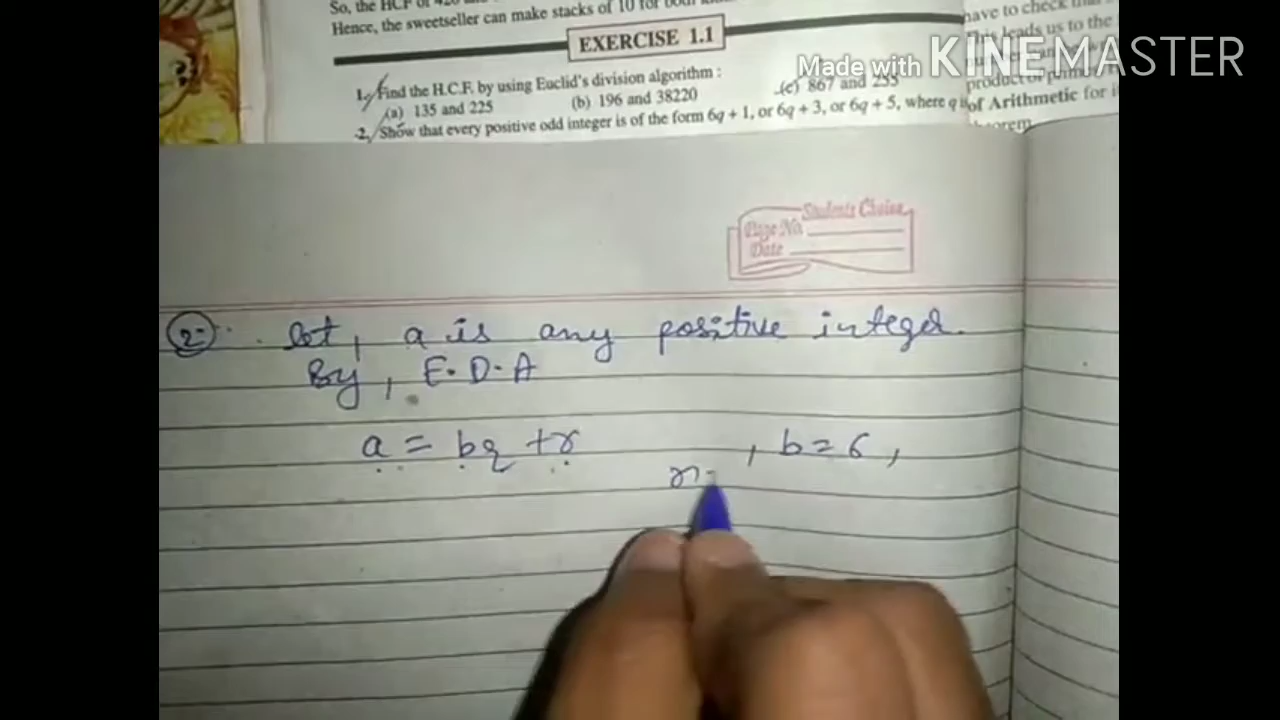 So, the HCF of 420 and
Hence, the sweetseller can make stacks of 10 for both
EXERCISE 1.1
1. Find the H.C.F. by using Euclid's division algorithm :
(a) 135 and 225 (b) 196 and 38220 (c) 867 and 255
2. Show that every positive odd integer is of the form 6q + 1, or 6q + 3, or 6q + 5, where q is
have to check
This leads us to the
product of prime
of Arithmetic for
Made with KINEMASTER
Students Choice
Page No.
Date
2 let, a is any positive integer.
By, E.D.A
a = bq + r , b = 6,
r =